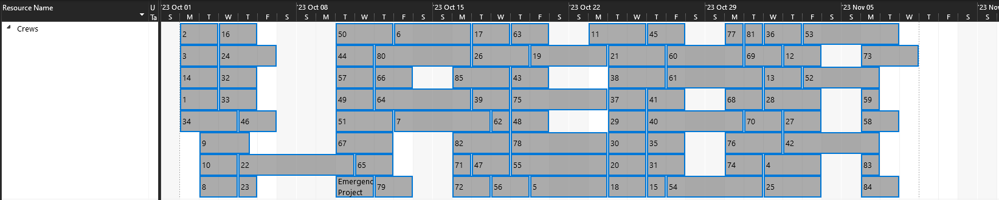 Resource Name U '23 Oct 01 '23 Oct 08 '23 Oct 15 '23 Oct 22 '23 Oct 29 '23 Nov 05 '23 Nov
Ta S M T W T F S S M T W T F S S M T W T F S S M T W T F S S M T W T F S S M T W T F S S
Crews 2 16 50 6 17 63 11 45 77 81 36 53
3 24 44 80 26 19 21 60 69 12 73
14 32 57 66 85 43 38 61 13 52
1 33 49 64 39 75 37 41 68 28 59
34 46 51 7 62 48 29 40 70 27 58
9 67 82 78 30 35 76 42
10 22 65 71 47 55 20 31 74 4 83
8 23 Emergenc 79 72 56 5 18 15 54 25 84
Project